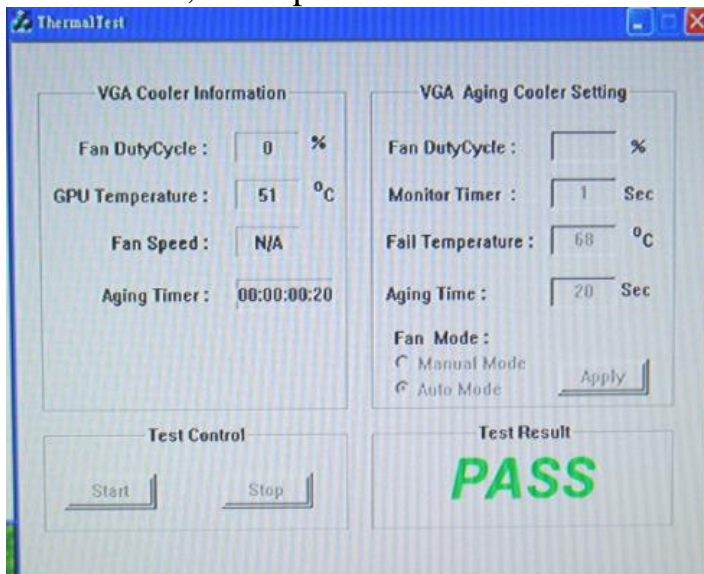 ThermalTest
VGA Cooler Information
Fan DutyCycle : 0 %
GPU Temperature : 51 °C
Fan Speed : N/A
Aging Timer : 00:00:00:20
VGA Aging Cooler Setting
Fan DutyCycle : %
Monitor Timer : 1 Sec
Fail Temperature : 68 °C
Aging Time : 20 Sec
Fan Mode :
Manual Mode
Auto Mode
Apply
Test Control
Start Stop
Test Result
PASS